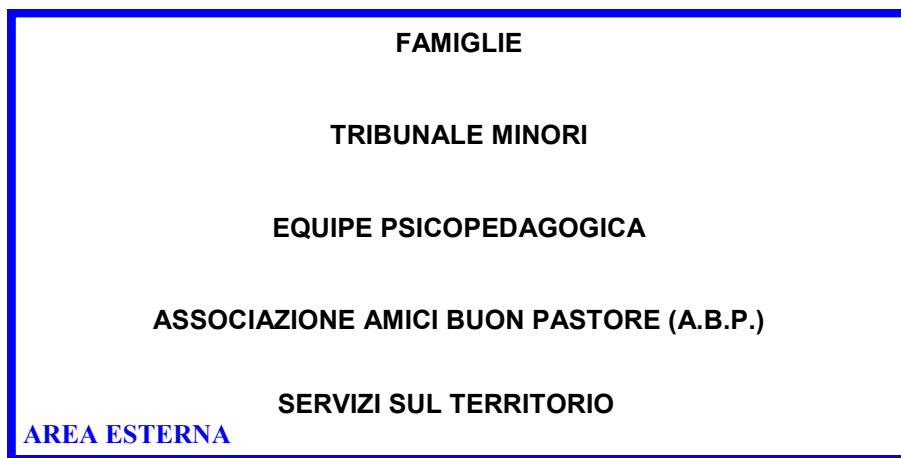 FAMIGLIE
TRIBUNALE MINORI
EQUIPE PSICOPEDAGOGICA
ASSOCIAZIONE AMICI BUON PASTORE (A.B.P.)
SERVIZI SUL TERRITORIO
AREA ESTERNA